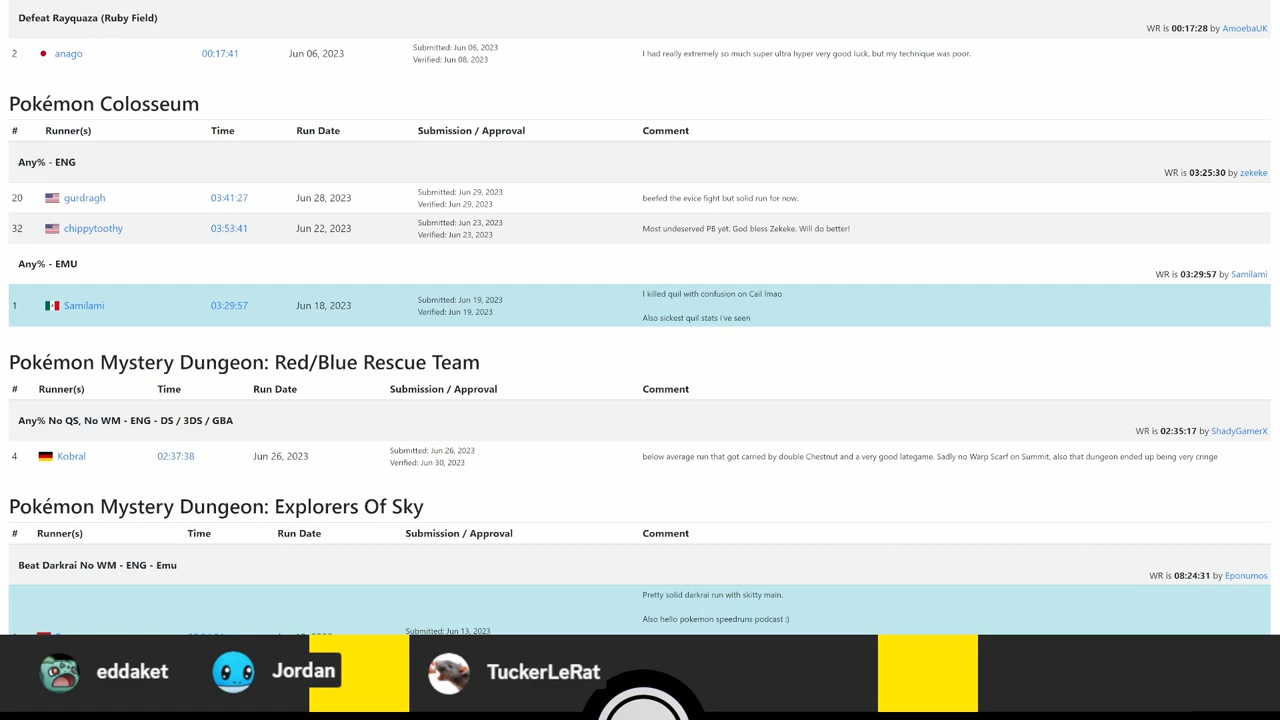 Defeat Rayquaza (Ruby Field)
WR is 00:17:28 by AmoebaUK
2 anago 00:17:41 Jun 06, 2023 Submitted: Jun 06, 2023 I had really extremely so much super ultra hyper very good luck, but my technique was poor.
Verified: Jun 08, 2023
Pokémon Colosseum
# Runner(s) Time Run Date Submission / Approval Comment
Any% - ENG
WR is 03:25:30 by zekeke
20 gurdragh 03:41:27 Jun 28, 2023 Submitted: Jun 29, 2023 beefed the evice fight but solid run for now.
Verified: Jun 29, 2023
32 chippytoothy 03:53:41 Jun 22, 2023 Submitted: Jun 23, 2023 Most undeserved PB yet. God bless Zekeke. Will do better!
Verified: Jun 23, 2023
Any% - EMU
WR is 03:29:57 by Samilami
I killed quil with confusion on Cail lmao
1 Samilami 03:29:57 Jun 18, 2023 Submitted: Jun 19, 2023
Verified: Jun 19, 2023
Also sickest quil stats i've seen
Pokémon Mystery Dungeon: Red/Blue Rescue Team
# Runner(s) Time Run Date Submission / Approval Comment
Any% No QS, No WM - ENG - DS / 3DS / GBA
WR is 02:35:17 by ShadyGamerX
4 Kobral 02:37:38 Jun 26, 2023 Submitted: Jun 26, 2023 below average run that got carried by double Chestnut and a very good lategame. Sadly no Warp Scarf on Summit, also that dungeon ended up being very cringe
Verified: Jun 30, 2023
Pokémon Mystery Dungeon: Explorers Of Sky
# Runner(s) Time Run Date Submission / Approval Comment
Beat Darkrai No WM - ENG - Emu
WR is 08:24:31 by Eponumos
Pretty solid darkrai run with skitty main.
Also hello pokemon speedruns podcast :)
Submitted: Jun 13, 2023
eddaket Jordan TuckerLeRat